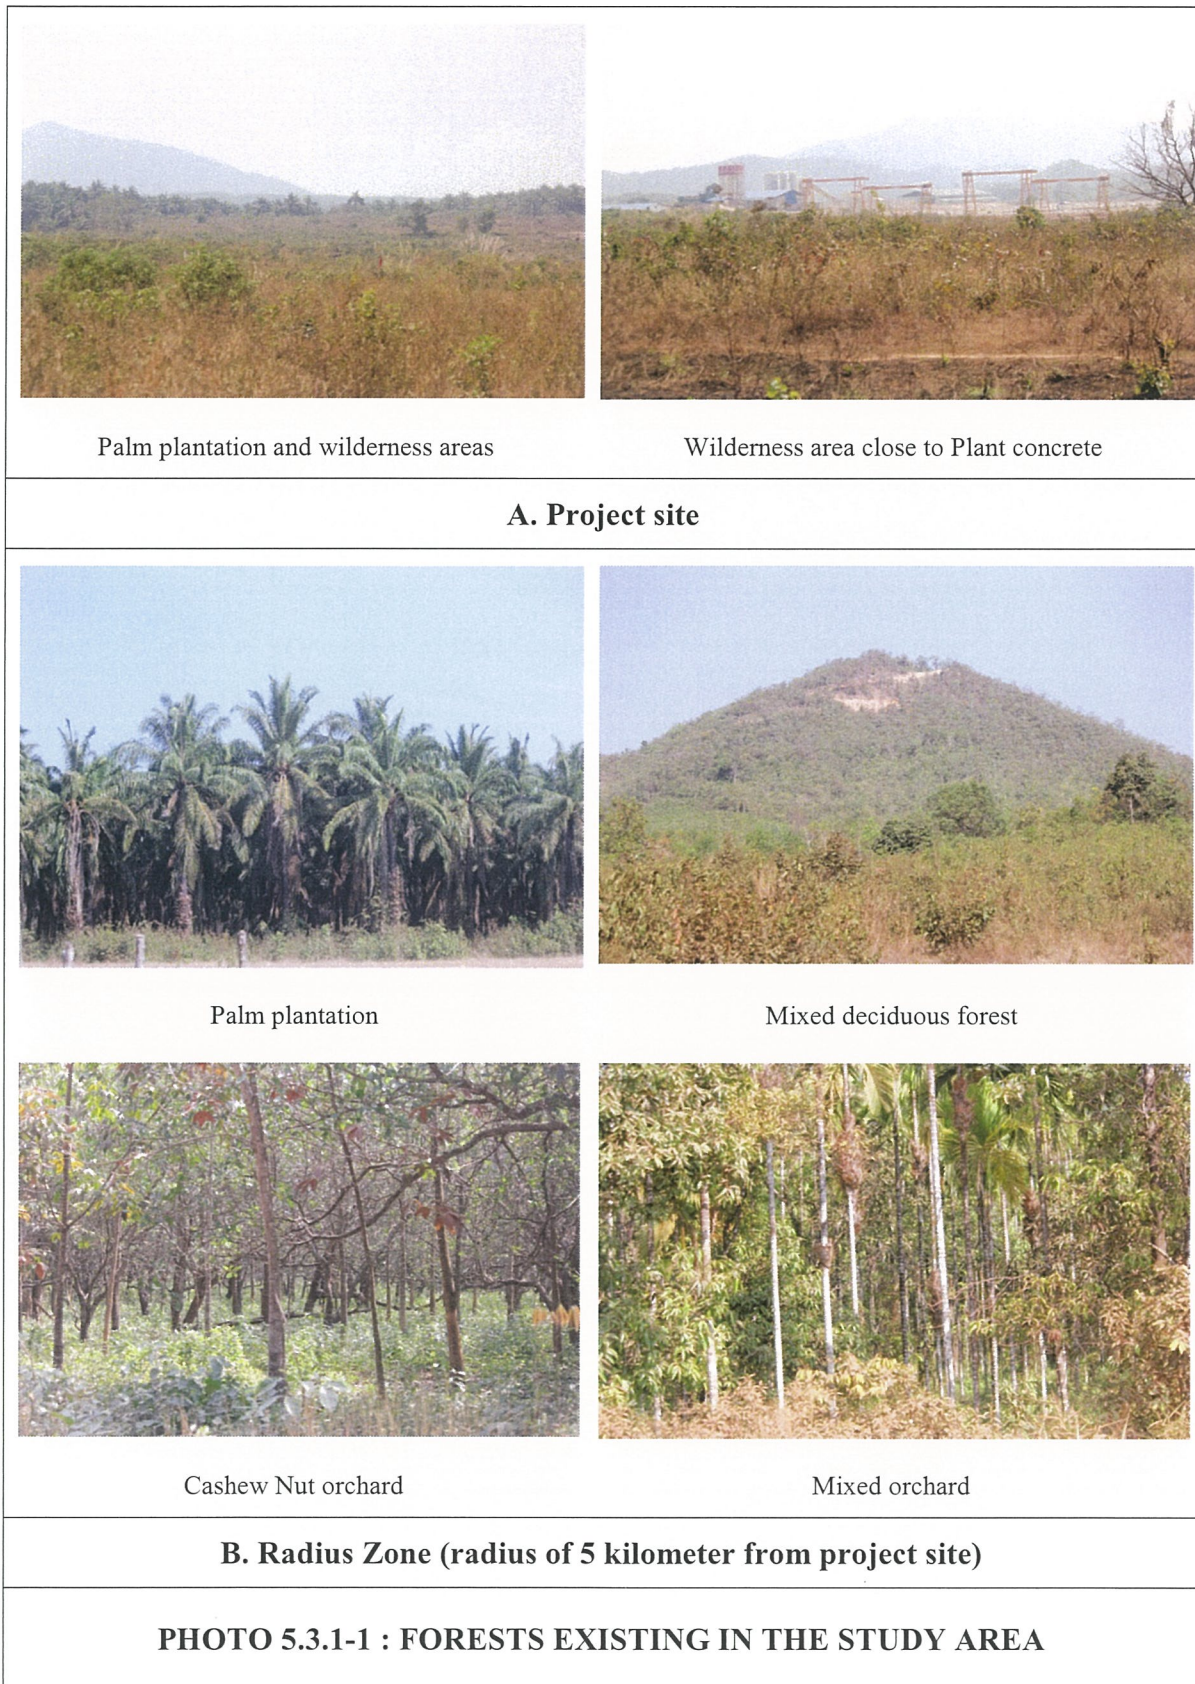 Palm plantation and wilderness areas
Wilderness area close to Plant concrete
A. Project site
Palm plantation
Mixed deciduous forest
Cashew Nut orchard
Mixed orchard
B. Radius Zone (radius of 5 kilometer from project site)
PHOTO 5.3.1-1 : FORESTS EXISTING IN THE STUDY AREA